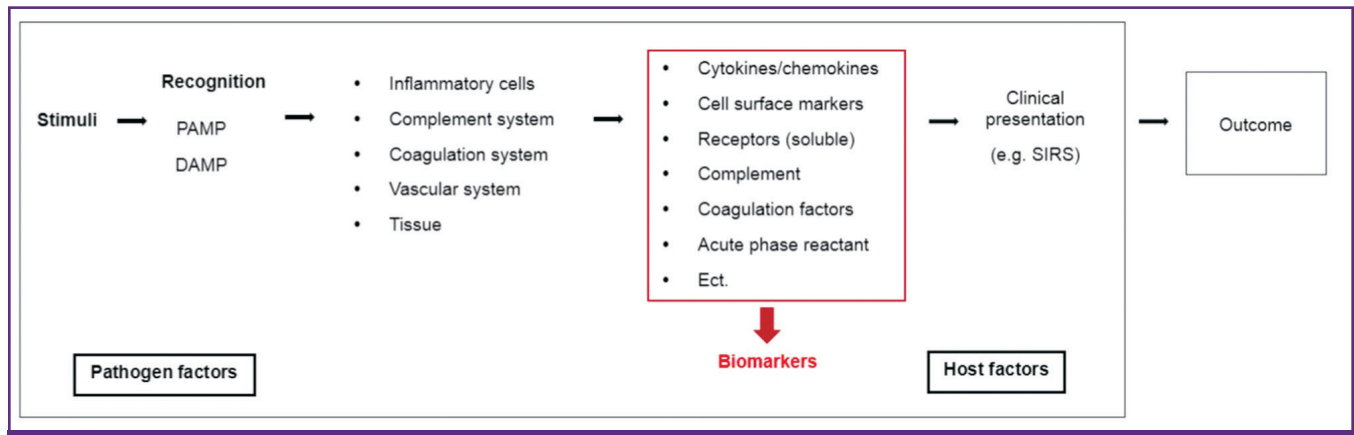 Stimuli
Recognition
PAMP
DAMP
• Inflammatory cells
• Complement system
• Coagulation system
• Vascular system
• Tissue
• Cytokines/chemokines
• Cell surface markers
• Receptors (soluble)
• Complement
• Coagulation factors
• Acute phase reactant
• Ect.
Biomarkers
Clinical
presentation
(e.g. SIRS)
Outcome
Pathogen factors
Host factors